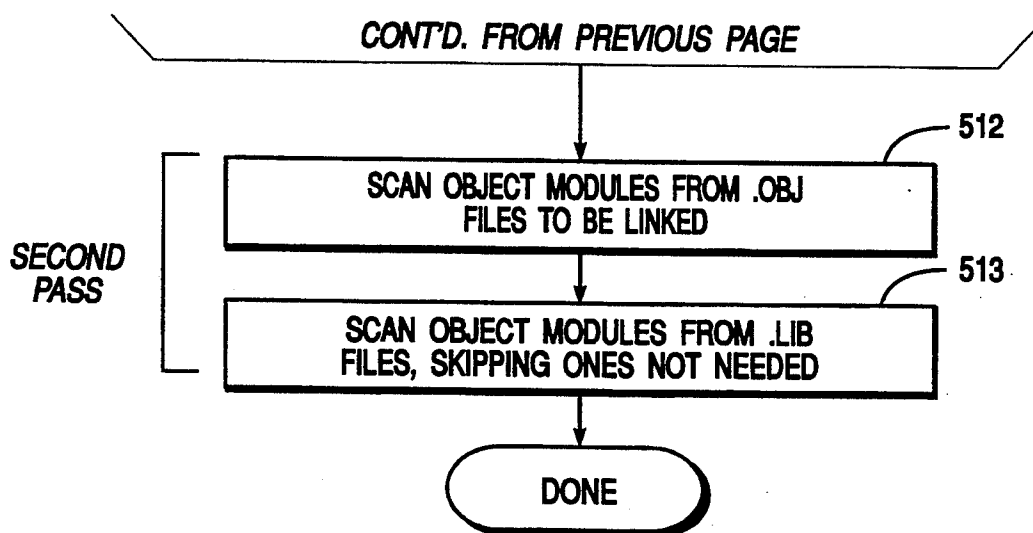 CONT'D. FROM PREVIOUS PAGE
512
SCAN OBJECT MODULES FROM .OBJ
FILES TO BE LINKED
SECOND
PASS
513
SCAN OBJECT MODULES FROM .LIB
FILES, SKIPPING ONES NOT NEEDED
DONE